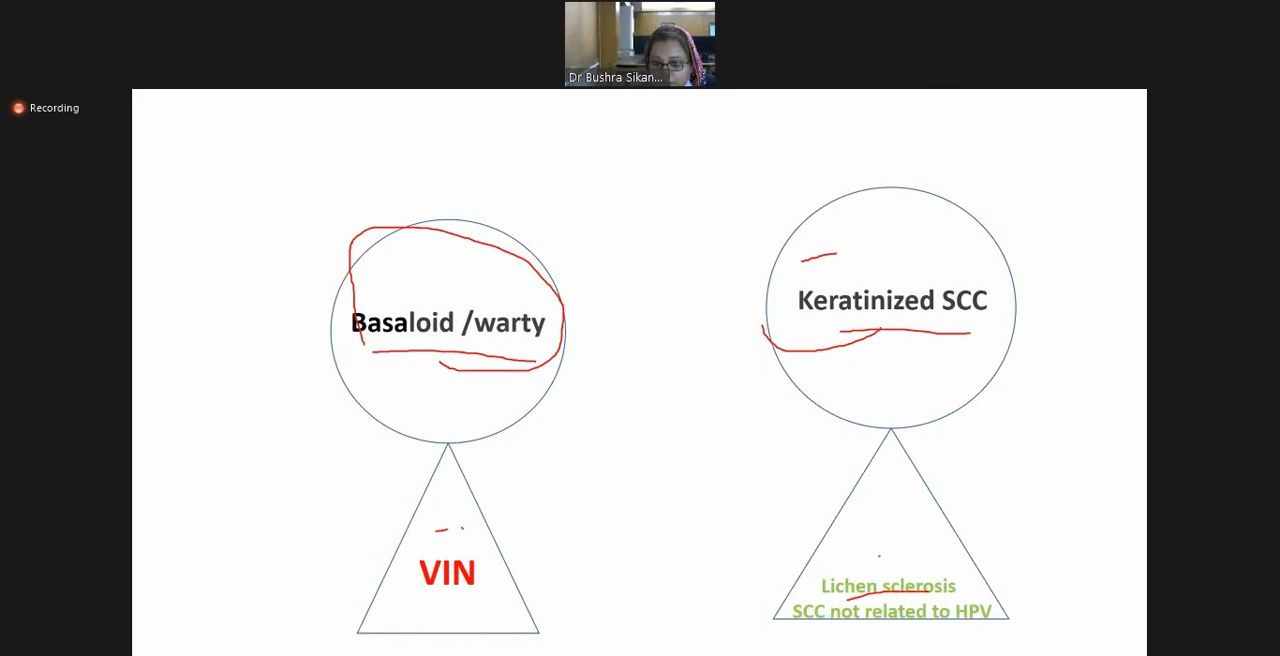 Dr Bushra Sikan...
Recording
Basaloid /warty
Keratinized SCC
VIN
Lichen sclerosis
SCC not related to HPV